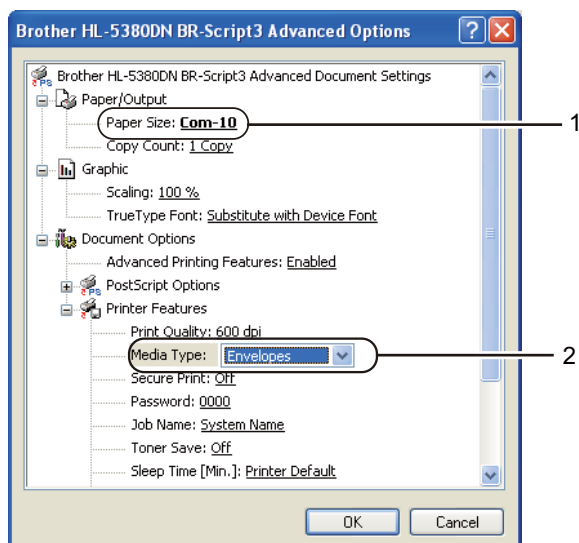 Brother HL-5380DN BR-Script3 Advanced Options
Brother HL-5380DN BR-Script3 Advanced Document Settings
Paper/Output
Paper Size: Com-10
1
Copy Count: 1 Copy
Graphic
Scaling: 100 %
TrueType Font: Substitute with Device Font
Document Options
Advanced Printing Features: Enabled
PostScript Options
Printer Features
Print Quality: 600 dpi
Media Type: Envelopes
2
Secure Print: Off
Password: 0000
Job Name: System Name
Toner Save: Off
Sleep Time [Min.]: Printer Default
OK Cancel